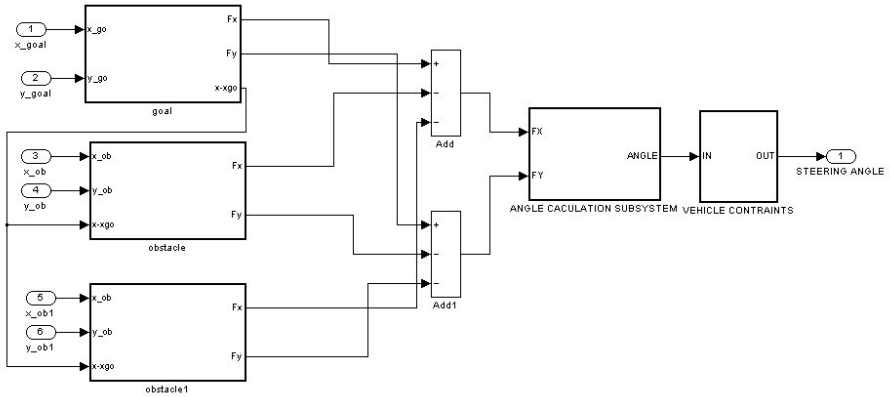 1
x_goal
2
y_goal
x_go
y_go
Fx
Fy
x-xgo
goal
3
x_ob
4
y_ob
x_ob
y_ob
x-xgo
Fx
Fy
obstacle
5
x_ob1
6
y_ob1
x_ob
y_ob
x-xgo
Fx
Fy
obstacle1
+
−
−
Add
+
−
−
Add1
FX
FY
ANGLE
ANGLE CACULATION SUBSYSTEM
IN
OUT
VEHICLE CONTRAINTS
1
STEERING ANGLE